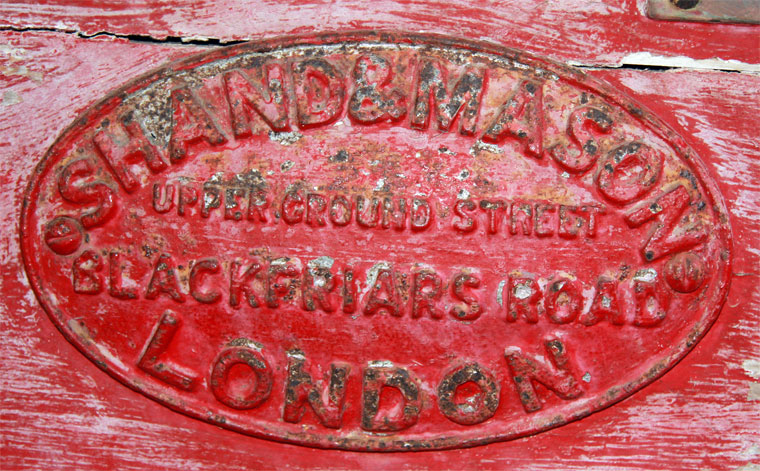 SHAND & MASON
UPPER GROUND STREET
BLACKFRIARS ROAD
LONDON